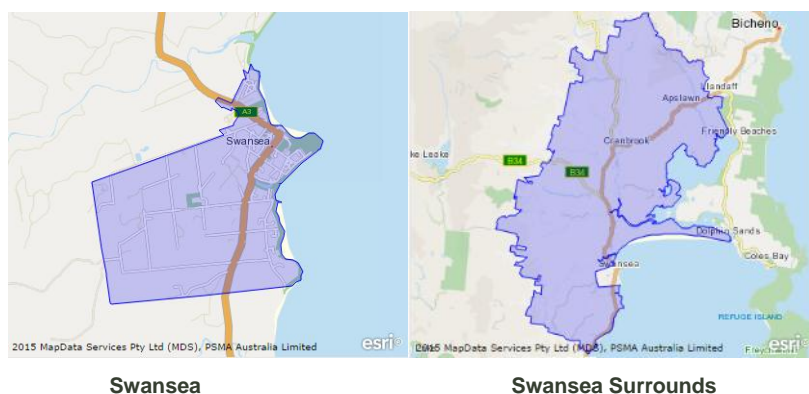 A3
Swansea
2015 MapData Services Pty Ltd (MDS), PSMA Australia Limited
esri
Bicheno
Llandaff
Apslawn
Friendly Beaches
Cranbrook
ke Leake
B34
B34
Dolphin Sands
Coles Bay
Swansea
REFUGE ISLAND
2015 MapData Services Pty Ltd (MDS), PSMA Australia Limited
esri
Freycinet
Swansea
Swansea Surrounds